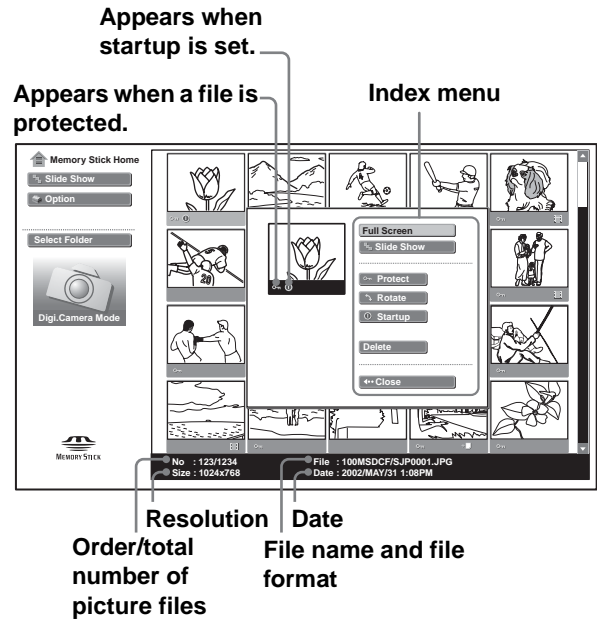 Appears when
startup is set.
Appears when a file is
protected.
Index menu
Memory Stick Home
Slide Show
Option
Select Folder
Digi.Camera Mode
MEMORY STICK
20
Full Screen
Slide Show
Protect
Rotate
Startup
Delete
Close
No : 123/1234
Size : 1024x768
File : 100MSDCF/SJP0001.JPG
Date : 2002/MAY/31 1:08PM
Resolution
Date
Order/total
number of
picture files
File name and file
format